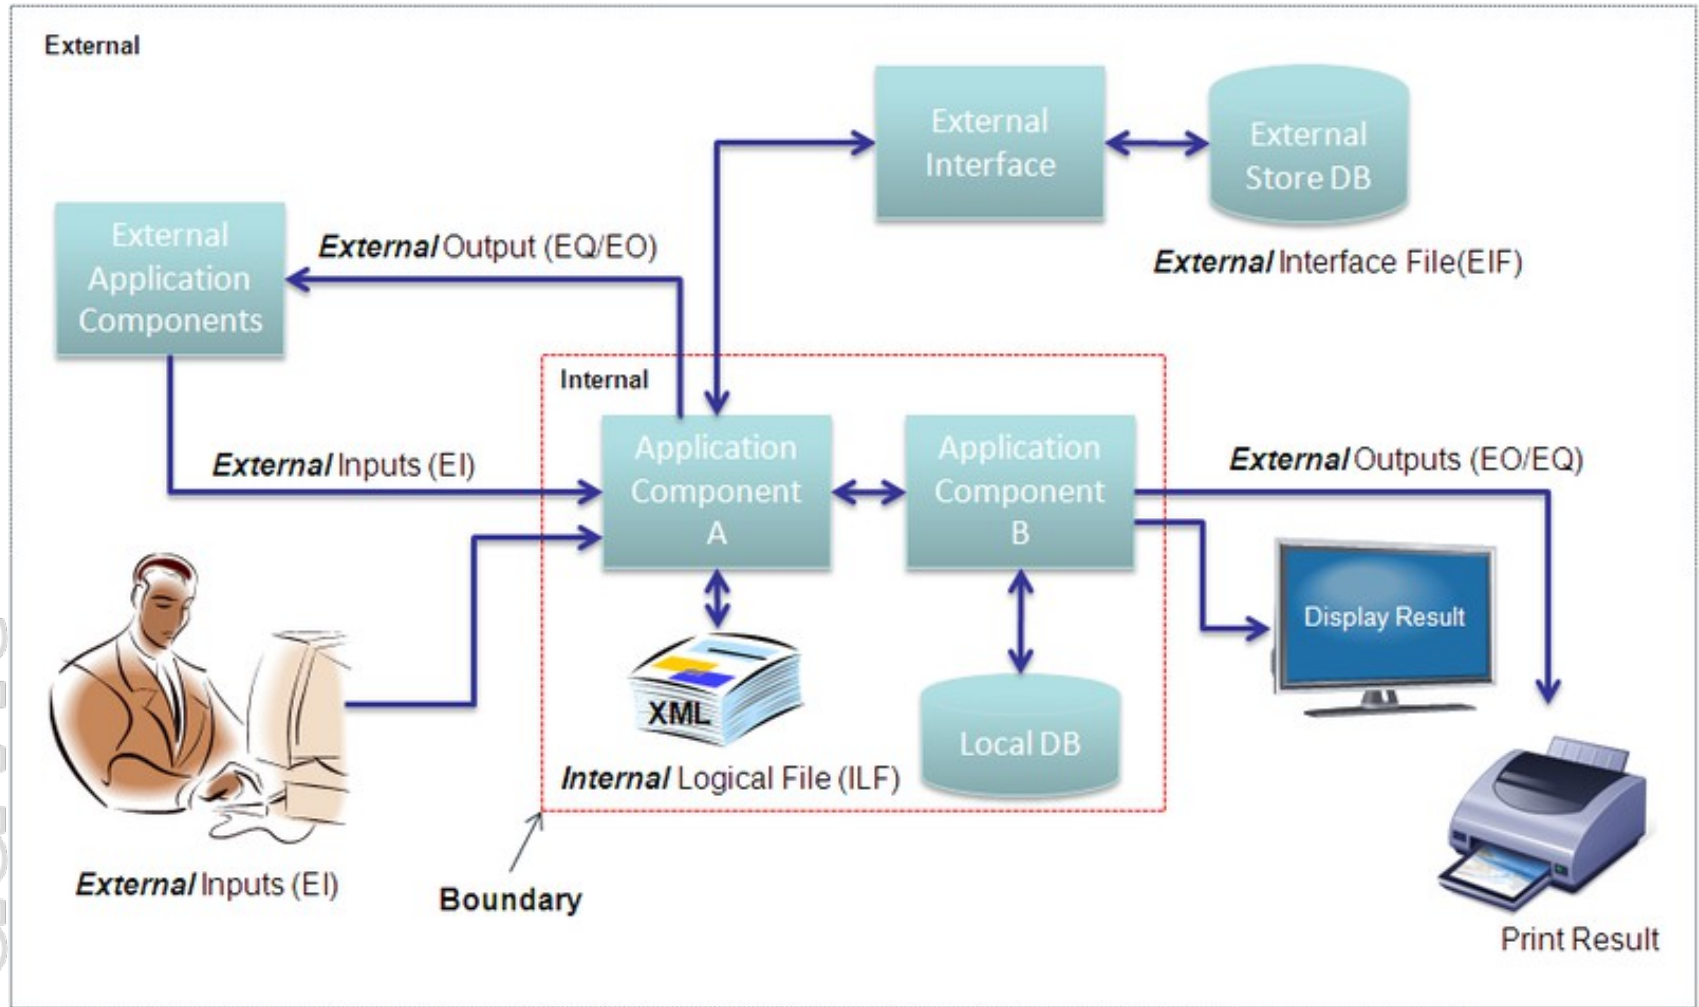 External
External
Interface
External
Store DB
External Interface File(EIF)
External
Application
Components
External Output (EQ/EO)
External Inputs (EI)
Internal
Application
Component
A
Application
Component
B
External Outputs (EO/EQ)
Display Result
XML
Local DB
Internal Logical File (ILF)
External Inputs (EI)
Boundary
Print Result